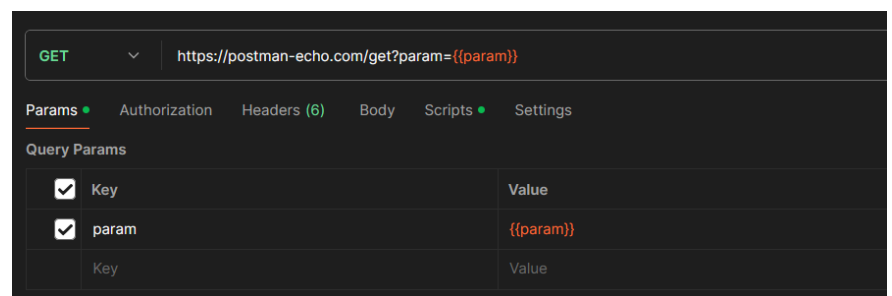 GET https://postman-echo.com/get?param={{param}}
Params Authorization Headers (6) Body Scripts Settings
Query Params
Key Value
param {{param}}
Key Value